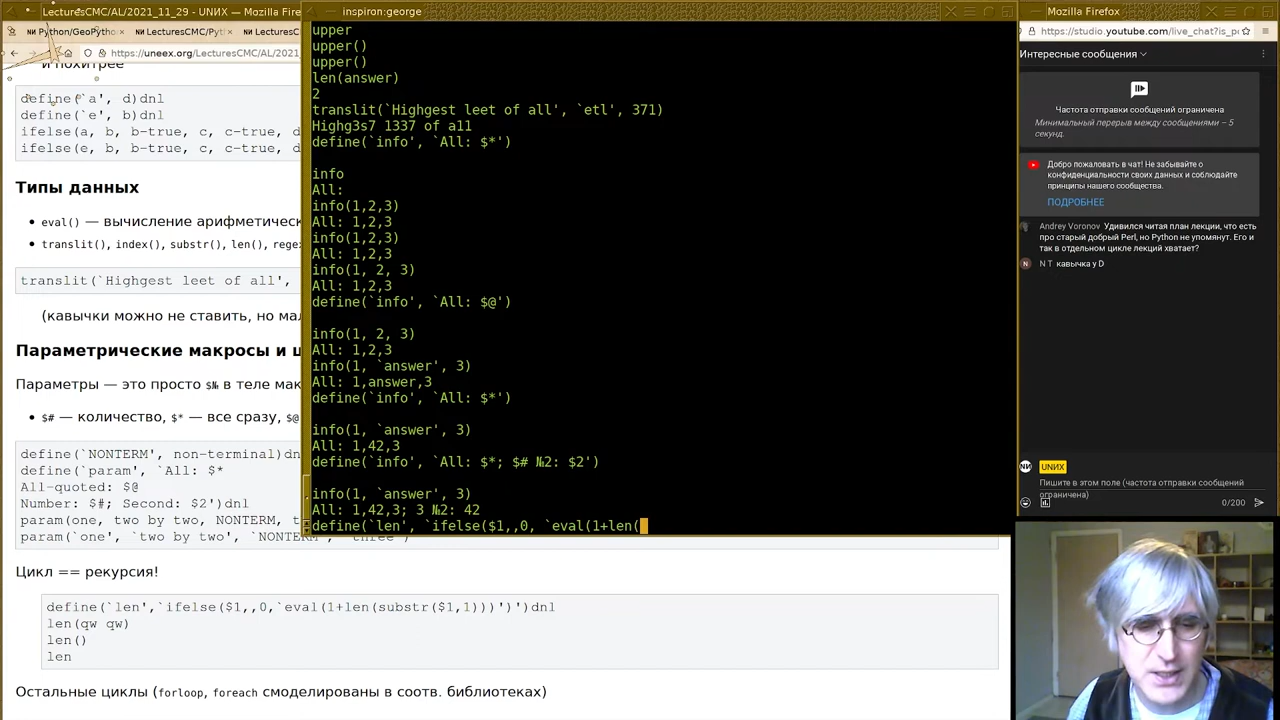 LecturesCMC/AL/2021_11_29 - UNИX — Mozilla Firef
Python/GeoPython
ИИ LecturesCMC/Pyt
ИИ LecturesCMC/AL
https://uneex.org/LecturesCMC/AL/2021_
и похитрее
define(`a', d)dnl
define(`e', b)dnl
ifelse(a, b, b-true, c, c-true, d
ifelse(e, b, b-true, c, c-true, d
Типы данных
eval() — вычисление арифметическ
translit(), index(), substr(), len(), rege
translit(`Highgest leet of all',
(кавычки можно не ставить, но ма
Параметрические макросы и ц
Параметры — это просто $№ в теле мак
$# — количество, $* — все сразу, $@
define(`NONTERM', non-terminal)dn
define(`param', `All: $*
All-quoted: $@
Number: $#; Second: $2')dnl
param(one, two by two, NONTERM, t
param(`one', `two by two', `NONTERM', `three')
Цикл == рекурсия!
define(`len',`ifelse($1,,0,`eval(1+len(substr($1,1)))')')dnl
len(qw qw)
len()
len
Остальные циклы (forloop, foreach смоделированы в соотв. библиотеках)
inspiron:george
upper
upper()
upper()
len(answer)
2
translit(`Highgest leet of all', `etl', 371)
Highg3s7 1337 of a11
define(`info', `All: $*')
info
All:
info(1,2,3)
All: 1,2,3
info(1,2,3)
All: 1,2,3
info(1, 2, 3)
All: 1,2,3
define(`info', `All: $@')
info(1, 2, 3)
All: 1,2,3
info(1, `answer', 3)
All: 1,answer,3
define(`info', `All: $*')
info(1, `answer', 3)
All: 1,42,3
define(`info', `All: $*; $# №2: $2')
info(1, `answer', 3)
All: 1,42,3; 3 №2: 42
define(`len', `ifelse($1,,0, `eval(1+len(
Mozilla Firefox
https://studio.youtube.com/live_chat?is_p
Интересные сообщения
Частота отправки сообщений ограничена
Минимальный перерыв между сообщениями – 5
секунд.
Добро пожаловать в чат! Не забывайте о
конфиденциальности своих данных и соблюдайте
принципы нашего сообщества.
ПОДРОБНЕЕ
Andrey Voronov Удивился читая план лекции, что есть
про старый добрый Perl, но Python не упомянут. Его и
так в отдельном цикле лекций хватает?
N T кавычка у D
UNИX
Пишите в этом поле (частота отправки сообщений
ограничена)
0/200